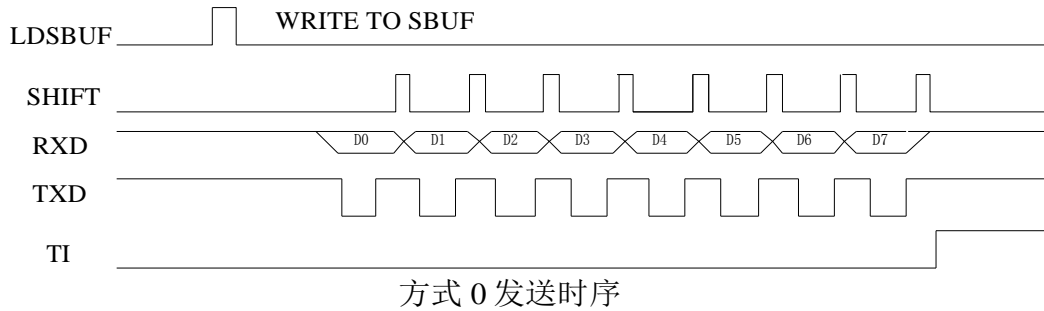 WRITE TO SBUF
LDSBUF
SHIFT
RXD D0 D1 D2 D3 D4 D5 D6 D7
TXD
TI
方式 0 发送时序